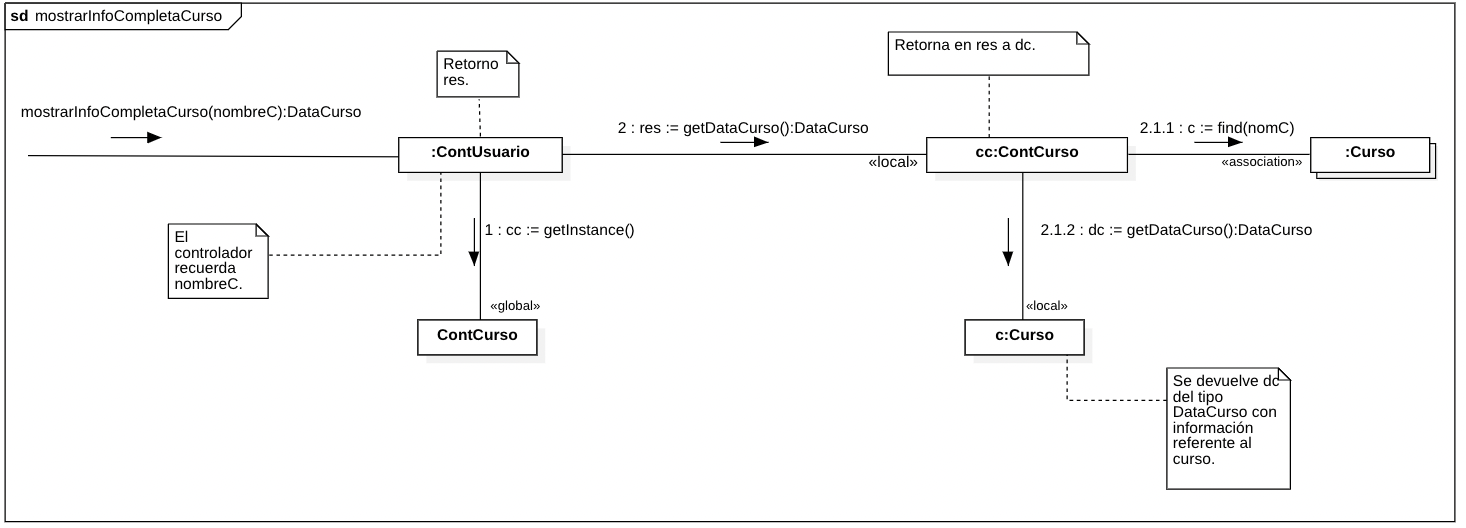 sd mostrarInfoCompletaCurso
Retorna en res a dc.
Retorno
res.
mostrarInfoCompletaCurso(nombreC):DataCurso
2 : res := getDataCurso():DataCurso
2.1.1 : c := find(nomC)
:ContUsuario
«local»
cc:ContCurso
«association»
:Curso
El
controlador
recuerda
nombreC.
1 : cc := getInstance()
2.1.2 : dc := getDataCurso():DataCurso
«global»
«local»
ContCurso
c:Curso
Se devuelve dc
del tipo
DataCurso con
información
referente al
curso.